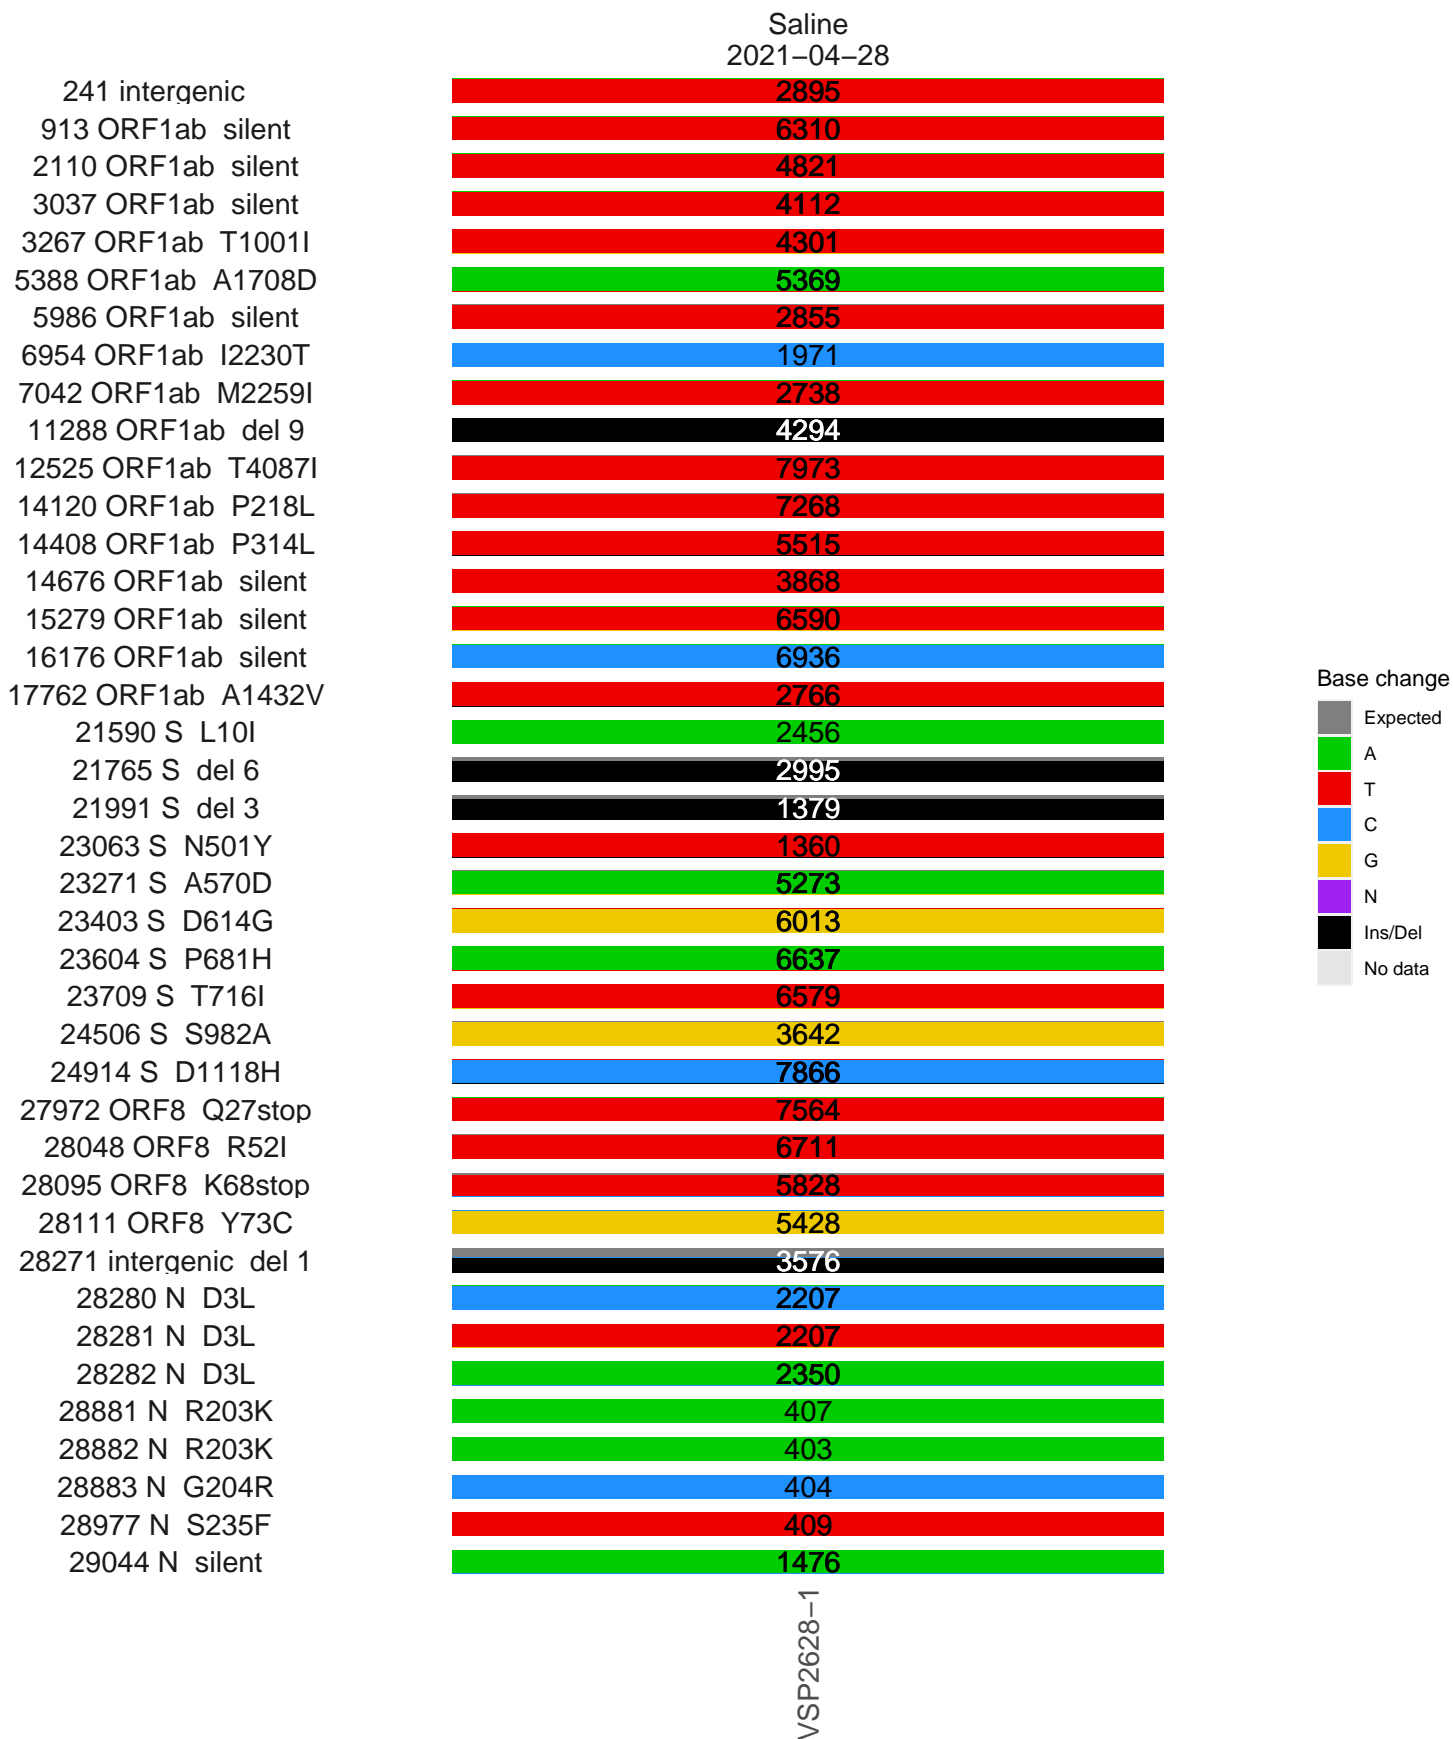 Saline
2021−04−28
241 intergenic 2895
913 ORF1ab silent 6310
2110 ORF1ab silent 4821
3037 ORF1ab silent 4112
3267 ORF1ab T1001I 4301
5388 ORF1ab A1708D 5369
5986 ORF1ab silent 2855
6954 ORF1ab I2230T 1971
7042 ORF1ab M2259I 2738
11288 ORF1ab del 9 4294
12525 ORF1ab T4087I 7973
14120 ORF1ab P218L 7268
14408 ORF1ab P314L 5515
14676 ORF1ab silent 3868
15279 ORF1ab silent 6590
16176 ORF1ab silent 6936
17762 ORF1ab A1432V 2766
21590 S L10I 2456
21765 S del 6 2995
21991 S del 3 1379
23063 S N501Y 1360
23271 S A570D 5273
23403 S D614G 6013
23604 S P681H 6637
23709 S T716I 6579
24506 S S982A 3642
24914 S D1118H 7866
27972 ORF8 Q27stop 7564
28048 ORF8 R52I 6711
28095 ORF8 K68stop 5828
28111 ORF8 Y73C 5428
28271 intergenic del 1 3576
28280 N D3L 2207
28281 N D3L 2207
28282 N D3L 2350
28881 N R203K 407
28882 N R203K 403
28883 N G204R 404
28977 N S235F 409
29044 N silent 1476
VSP2628−1
Base change
Expected
A
T
C
G
N
Ins/Del
No data